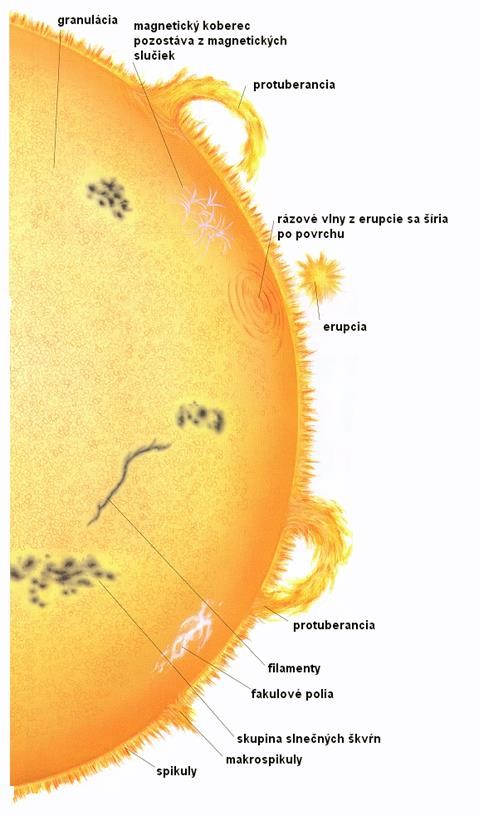 granulácia
magnetický koberec
pozostáva z magnetických
slučiek
protuberancia
rázové vlny z erupcie sa šíria
po povrchu
erupcia
protuberancia
filamenty
fakulové polia
skupina slnečných škvŕn
makrospikuly
spikuly